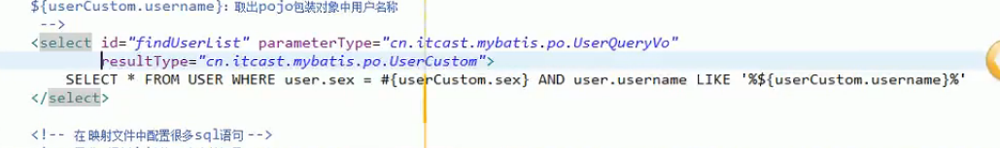 ${userCustom.username}：取出pojo包装对象中用户名称
-->
<select id="findUserList" parameterType="cn.itcast.mybatis.po.UserQueryVo"
resultType="cn.itcast.mybatis.po.UserCustom">
SELECT * FROM USER WHERE user.sex = #{userCustom.sex} AND user.username LIKE '%${userCustom.username}%'
</select>
<!-- 在映射文件中配置很多sql语句 -->